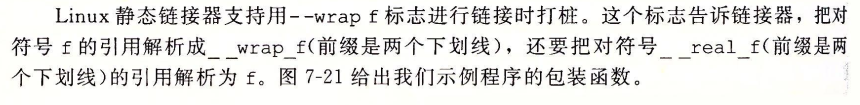 Linux 静态链接器支持用--wrap f 标志进行链接时打桩。这个标志告诉链接器，把对
符号 f 的引用解析成__wrap_f(前缀是两个下划线)，还要把对符号__real_f(前缀是两
个下划线)的引用解析为 f。图 7-21 给出我们示例程序的包装函数。